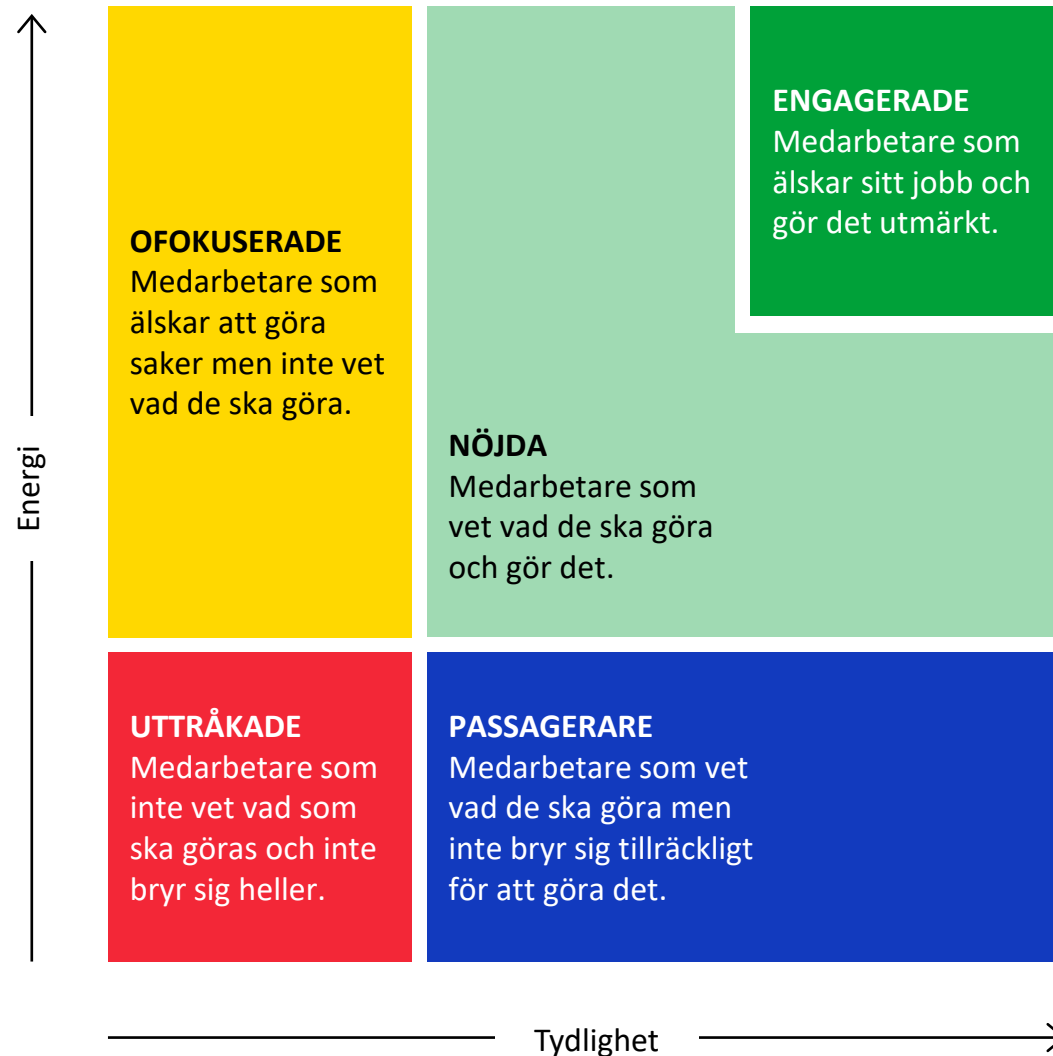 ENGAGERADE
Medarbetare som
älskar sitt jobb och
gör det utmärkt.
OFOKUSERADE
Medarbetare som
älskar att göra
saker men inte vet
vad de ska göra.
NÖJDA
Medarbetare som
vet vad de ska göra
och gör det.
Energi
UTTRÅKADE
Medarbetare som
inte vet vad som
ska göras och inte
bryr sig heller.
PASSAGERARE
Medarbetare som vet
vad de ska göra men
inte bryr sig tillräckligt
för att göra det.
Tydlighet